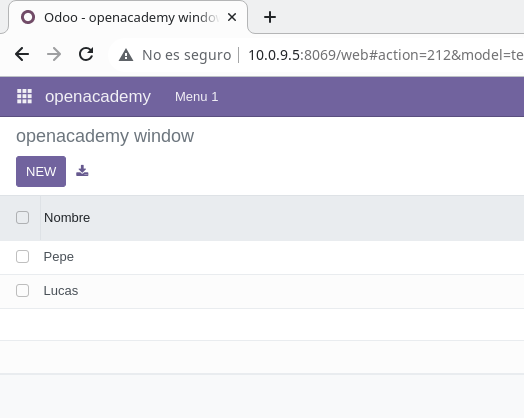 Odoo - openacademy windo
No es seguro | 10.0.9.5:8069/web#action=212&model=te
openacademy Menu 1
openacademy window
NEW
Nombre
Pepe
Lucas